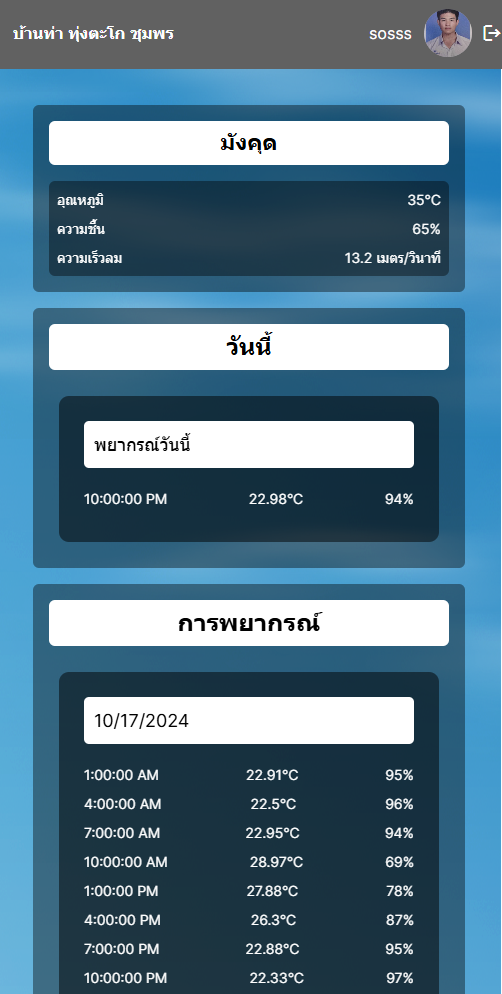 บ้านท่า ทุ่งตะโก ชุมพร sosss
มังคุด
อุณหภูมิ 35°C
ความชื้น 65%
ความเร็วลม 13.2 เมตร/วินาที
วันนี้
พยากรณ์วันนี้
10:00:00 PM 22.98°C 94%
การพยากรณ์
10/17/2024
1:00:00 AM 22.91°C 95%
4:00:00 AM 22.5°C 96%
7:00:00 AM 22.95°C 94%
10:00:00 AM 28.97°C 69%
1:00:00 PM 27.88°C 78%
4:00:00 PM 26.3°C 87%
7:00:00 PM 22.88°C 95%
10:00:00 PM 22.33°C 97%